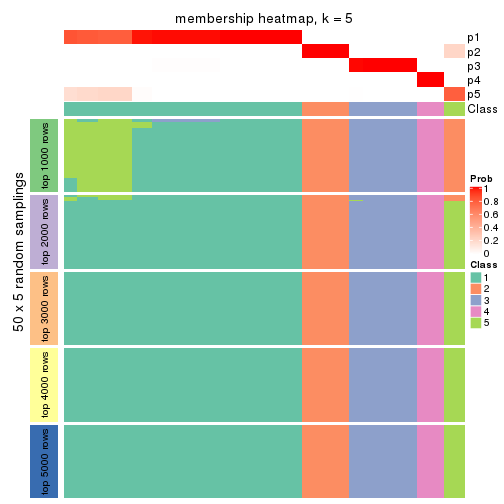 membership heatmap, k = 5
p1
p2
p3
p4
p5
Class
50 x 5 random samplings
top 1000 rows
top 2000 rows
top 3000 rows
top 4000 rows
top 5000 rows
Prob
1
0.8
0.6
0.4
0.2
0
Class
1
2
3
4
5